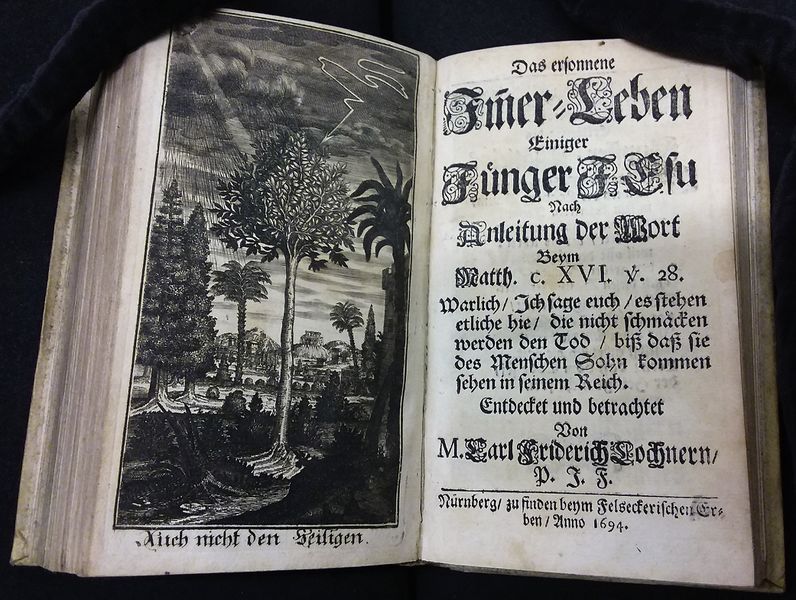 Auch nicht den Heiligen.
Das ersonnene
Im̄er-Leben
Einiger
Jünger JEsu
Nach
Anleitung der Wort
Beym
Matth. c. XVI. ℣. 28.
Warlich/ Ich sage euch/ es stehen
etliche hie/ die nicht schmäcken
werden den Tod/ biß daß sie
des Menschen Sohn kommen
sehen in seinem Reich.
Entdecket und betrachtet
Von
M. Carl Friderich Lochnern/
P. J. F.
Nürnberg/ zu finden beym Felseckerischen Er-
ben/ Anno 1694.